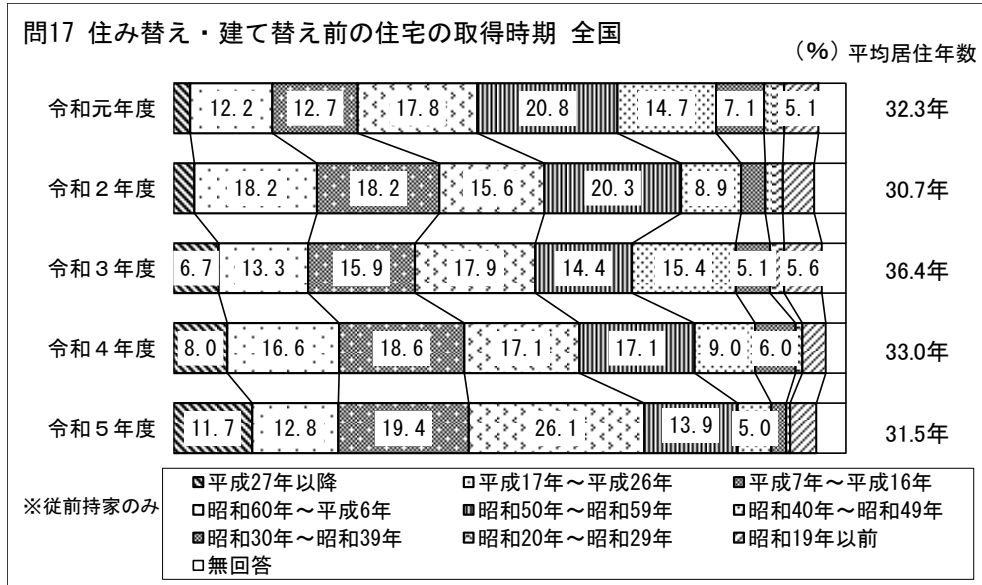 問17 住み替え・建て替え前の住宅の取得時期 全国
(%) 平均居住年数
令和元年度 12.2 12.7 17.8 20.8 14.7 7.1 5.1 32.3年
令和２年度 18.2 18.2 15.6 20.3 8.9 30.7年
令和３年度 6.7 13.3 15.9 17.9 14.4 15.4 5.1 5.6 36.4年
令和４年度 8.0 16.6 18.6 17.1 17.1 9.0 6.0 33.0年
令和５年度 11.7 12.8 19.4 26.1 13.9 5.0 31.5年
※従前持家のみ
平成27年以降 平成17年～平成26年 平成7年～平成16年
昭和60年～平成6年 昭和50年～昭和59年 昭和40年～昭和49年
昭和30年～昭和39年 昭和20年～昭和29年 昭和19年以前
無回答